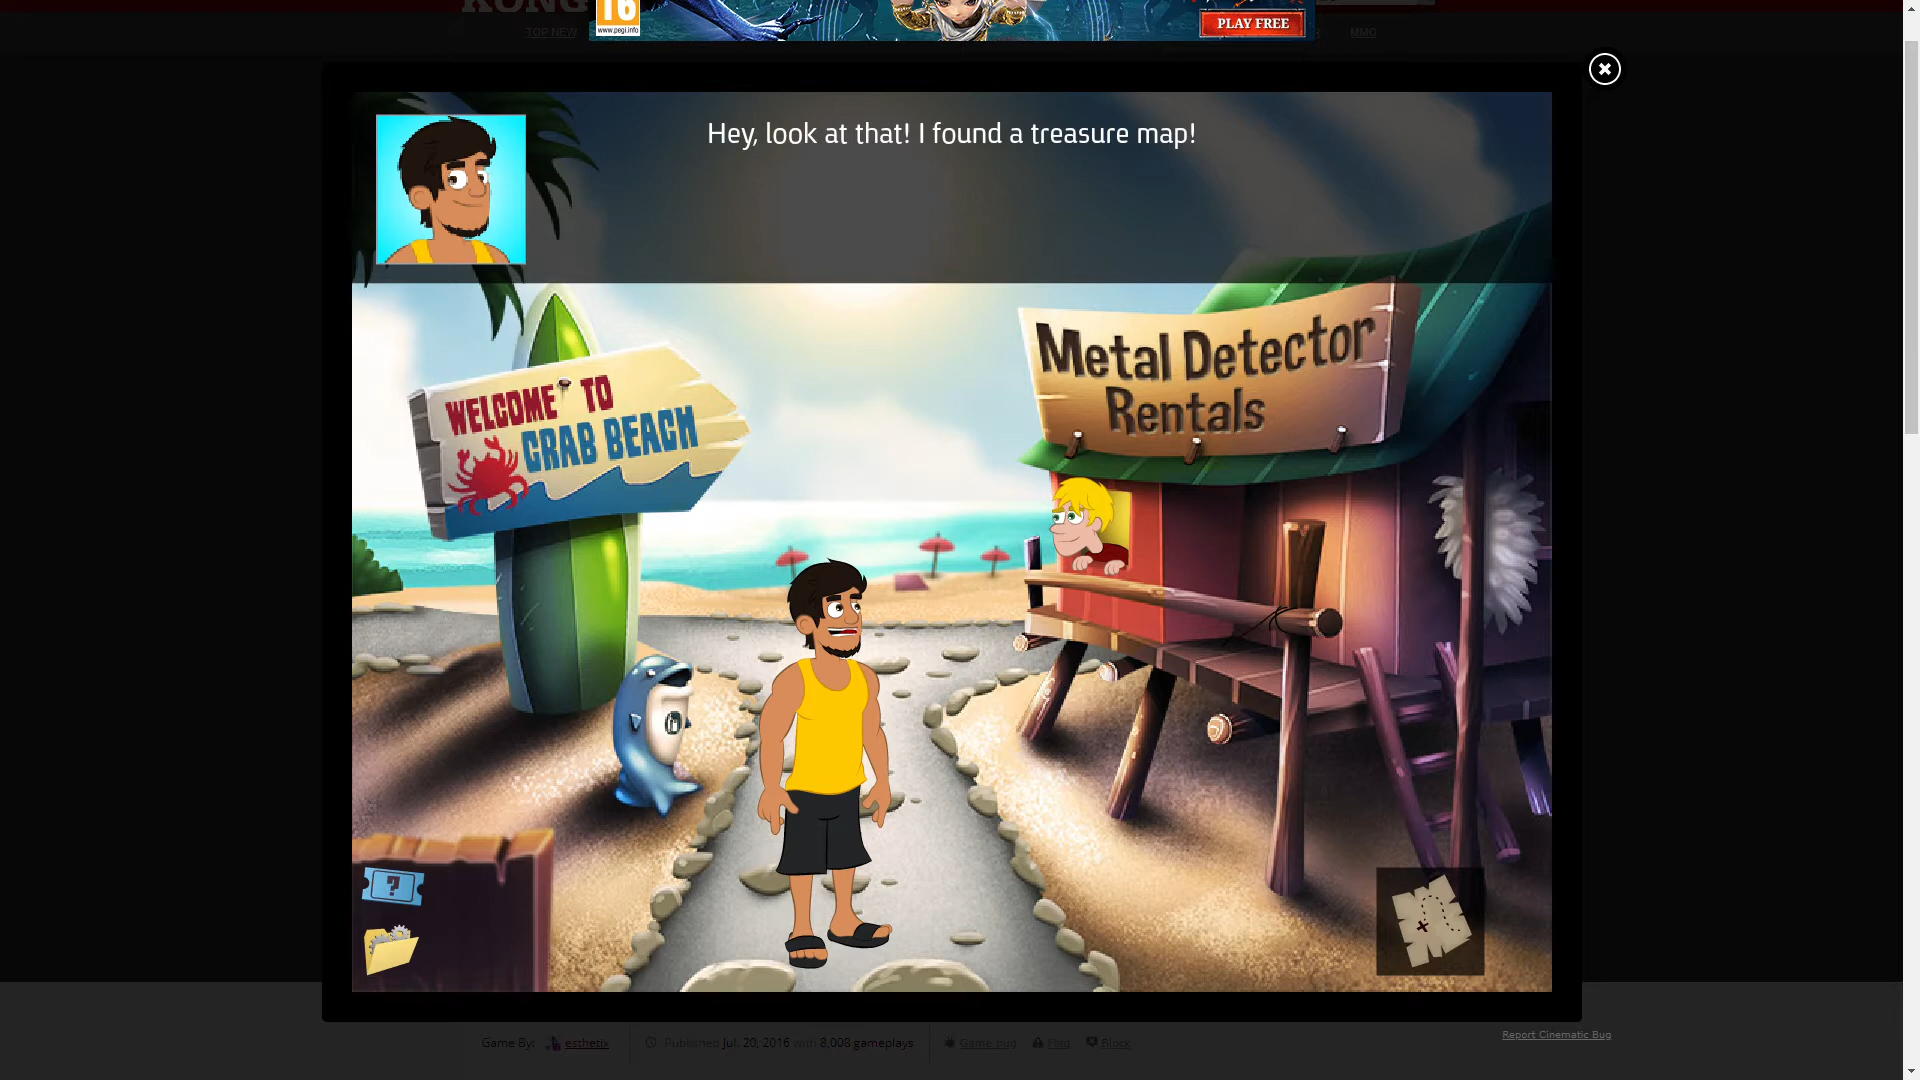 KONG
16
www.pegi.info
PLAY FREE
TOP NEW
MMO
Hey, look at that! I found a treasure map!
WELCOME TO
CRAB BEACH
Metal Detector
Rentals
?
Game By: esthetix
Published Jul. 20, 2016 with 8,008 gameplays
Game bug
Flag
Block
Report Cinematic Bug